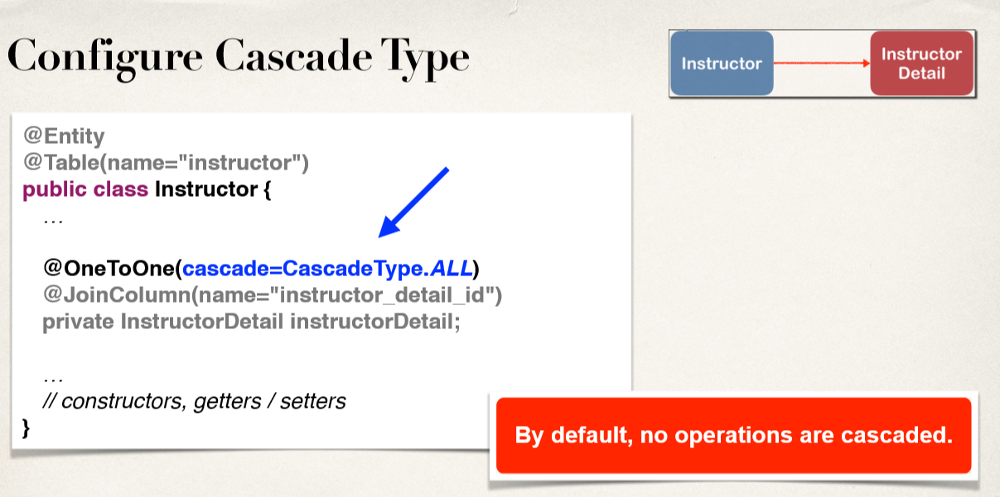 Configure Cascade Type
Instructor
Instructor
Detail
@Entity
@Table(name="instructor")
public class Instructor {
…
@OneToOne(cascade=CascadeType.ALL)
@JoinColumn(name="instructor_detail_id")
private InstructorDetail instructorDetail;
…
// constructors, getters / setters
}
By default, no operations are cascaded.